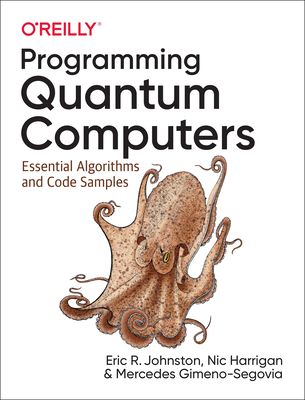 O'REILLY®
Programming
Quantum
Computers
Essential Algorithms
and Code Samples
Eric R. Johnston, Nic Harrigan
& Mercedes Gimeno-Segovia